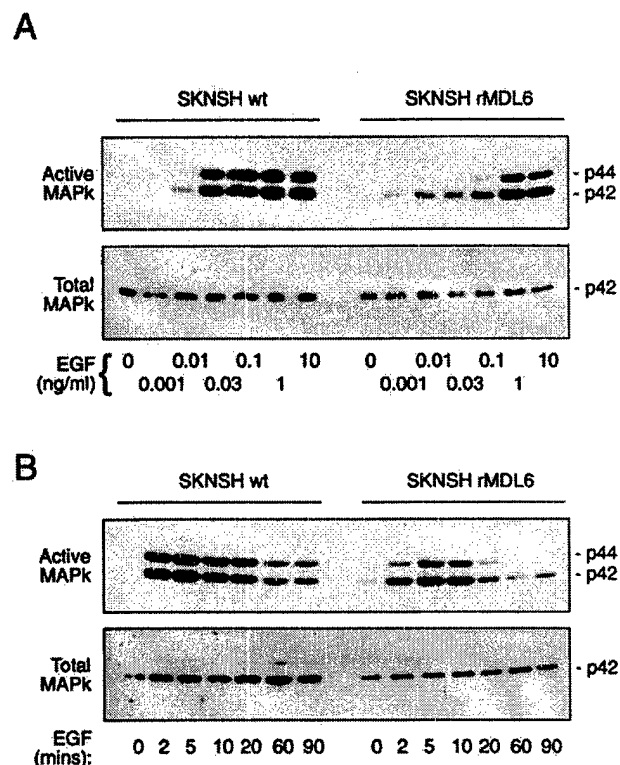 A
SKNSH wt SKNSH rMDL6
Active
MAPk
- p44
- p42
Total
MAPk
- p42
EGF
(ng/ml) {
0 0.01 0.1 10 0 0.01 0.1 10
0.001 0.03 1 0.001 0.03 1
B
SKNSH wt SKNSH rMDL6
Active
MAPk
- p44
- p42
Total
MAPk
- p42
EGF
(mins):
0 2 5 10 20 60 90 0 2 5 10 20 60 90